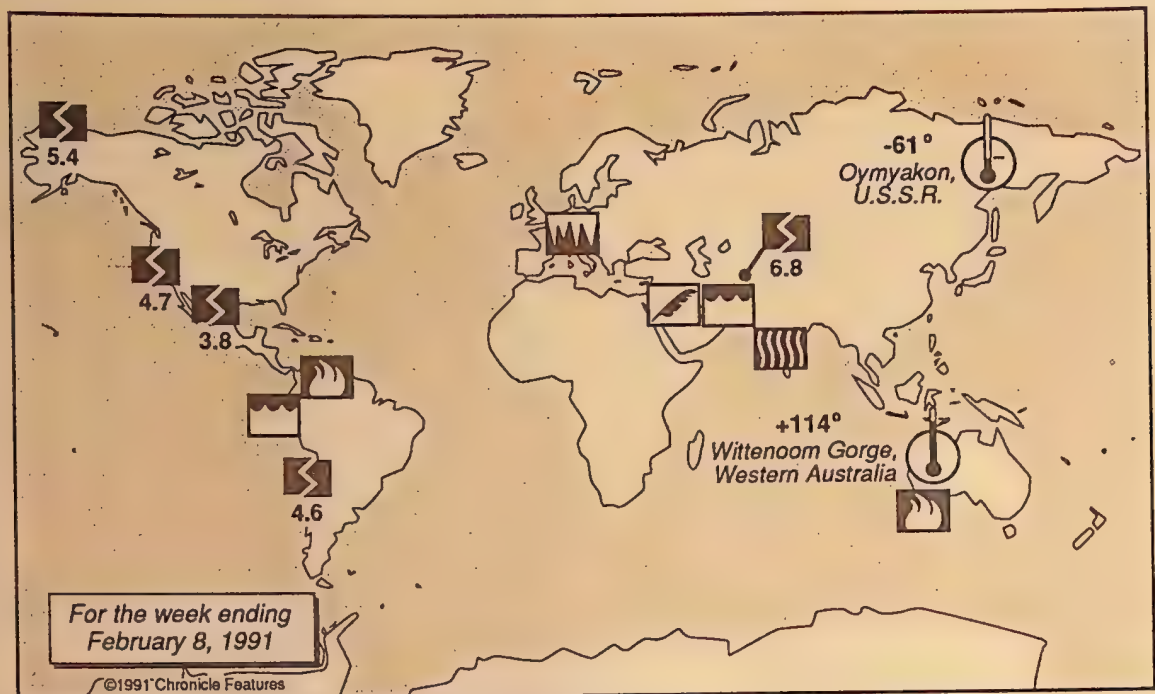 5.4
-61°
Oymyakon,
U.S.S.R.
6.8
4.7
3.8
+114°
Wittenoom Gorge,
Western Australia
4.6
For the week ending
February 8, 1991
©1991 Chronicle Features